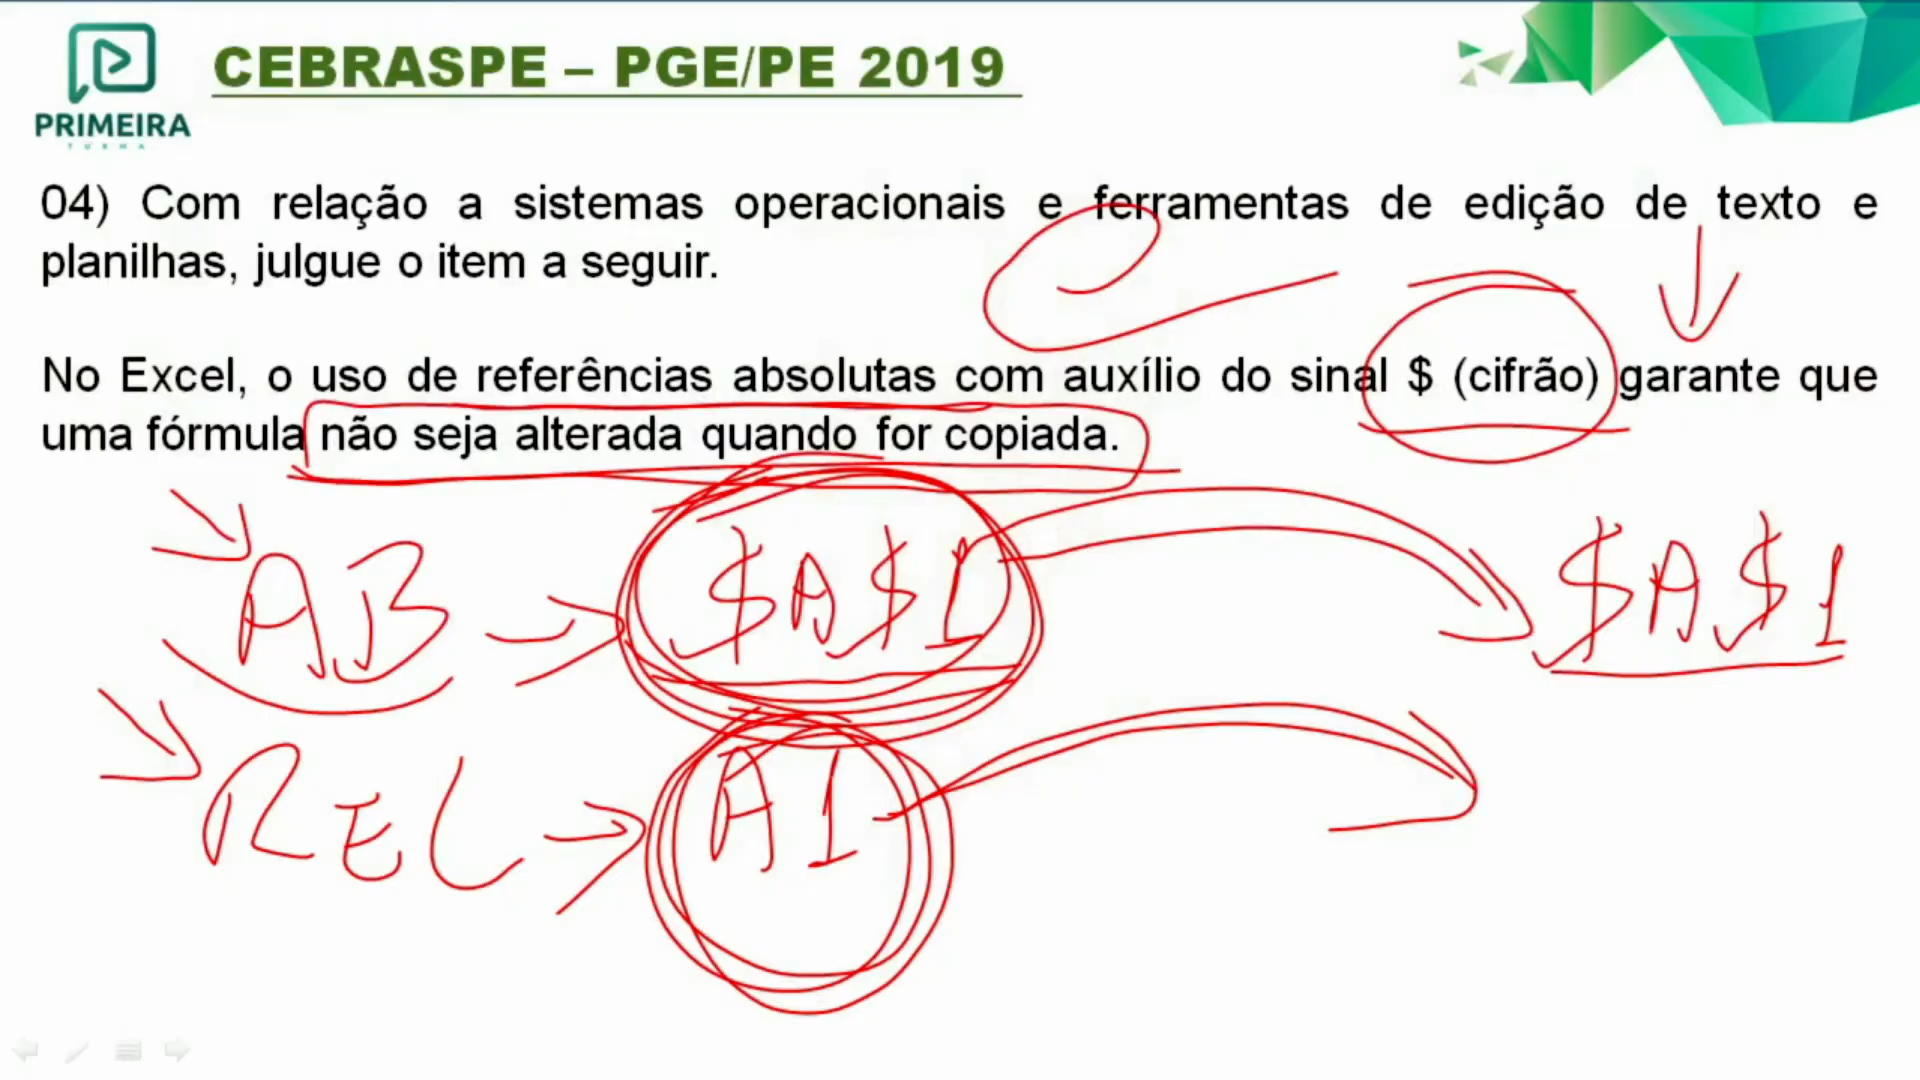 PRIMEIRA
TURMA
CEBRASPE – PGE/PE 2019
04) Com relação a sistemas operacionais e ferramentas de edição de texto e
planilhas, julgue o item a seguir.
No Excel, o uso de referências absolutas com auxílio do sinal $ (cifrão) garante que
uma fórmula não seja alterada quando for copiada.
AB $A$1 $A$1
REL A1